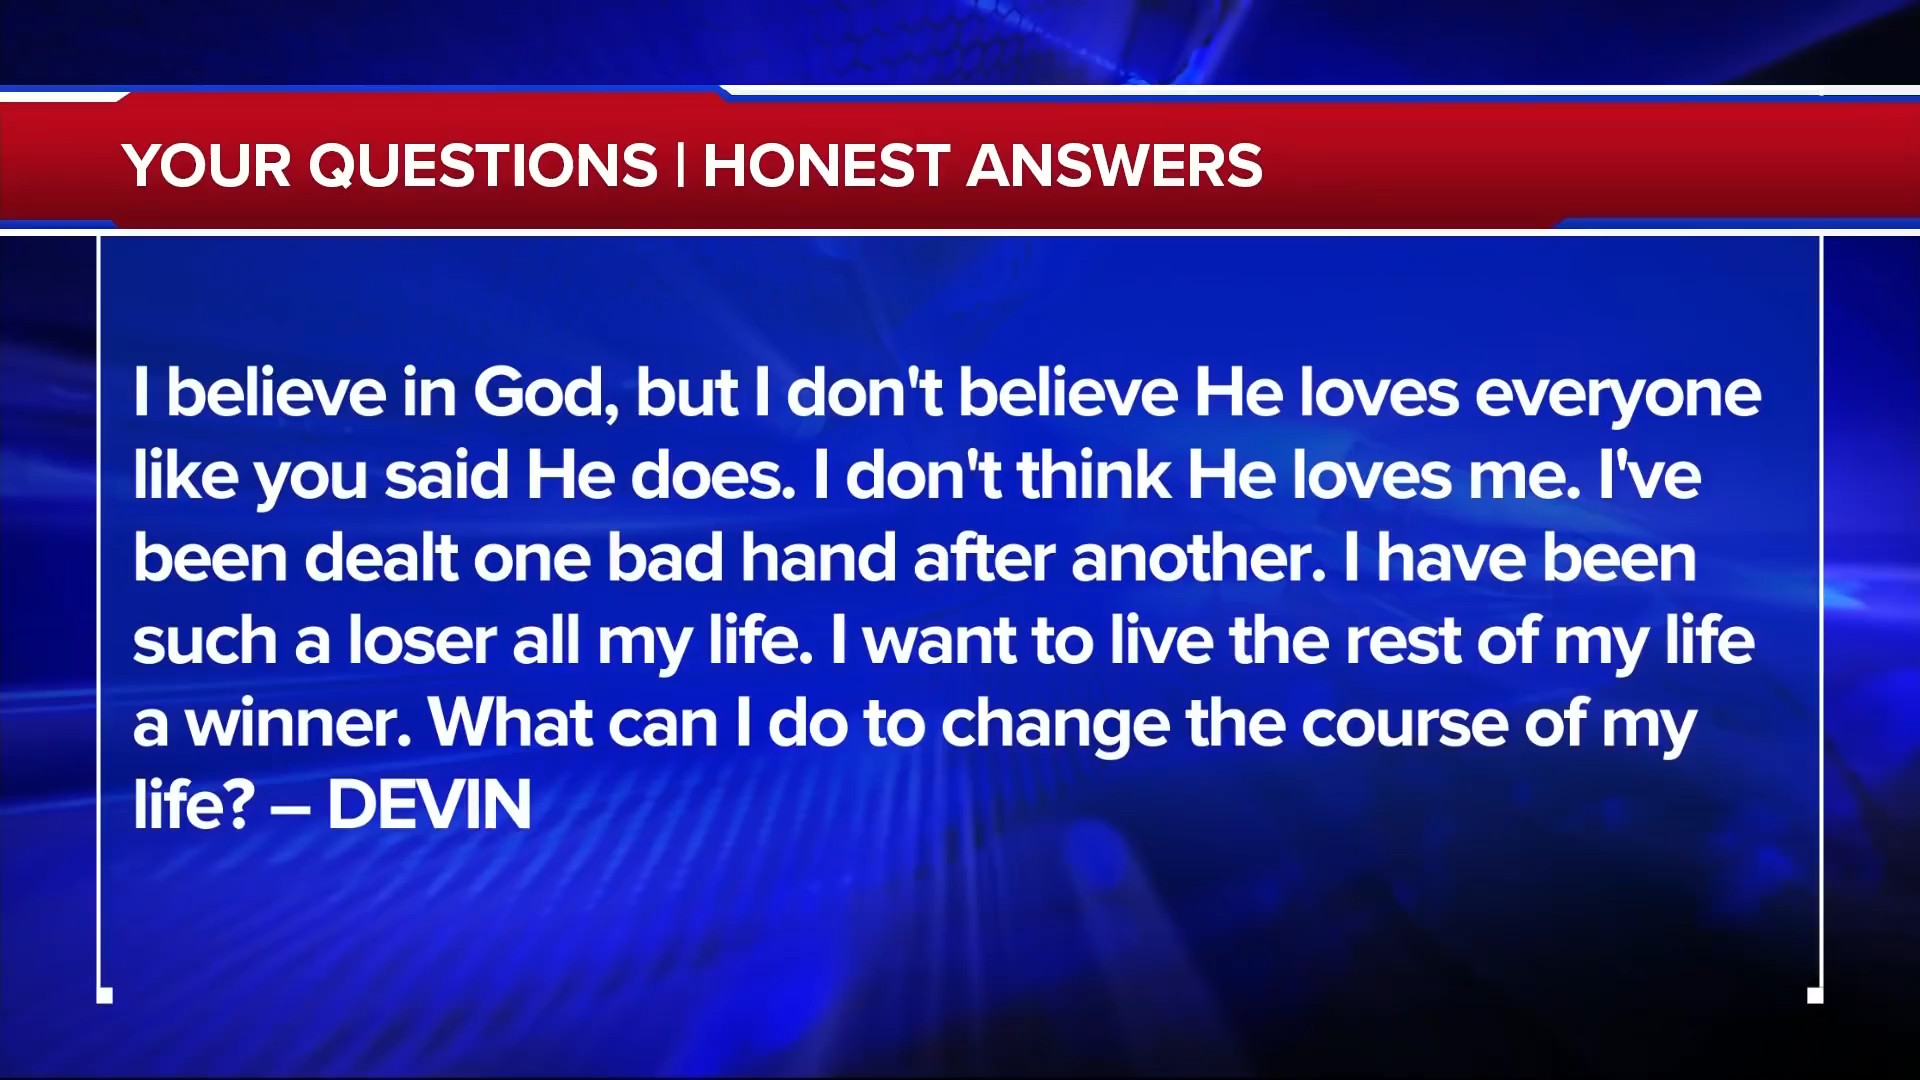 YOUR QUESTIONS | HONEST ANSWERS
I believe in God, but I don't believe He loves everyone
like you said He does. I don't think He loves me. I've
been dealt one bad hand after another. I have been
such a loser all my life. I want to live the rest of my life
a winner. What can I do to change the course of my
life? – DEVIN